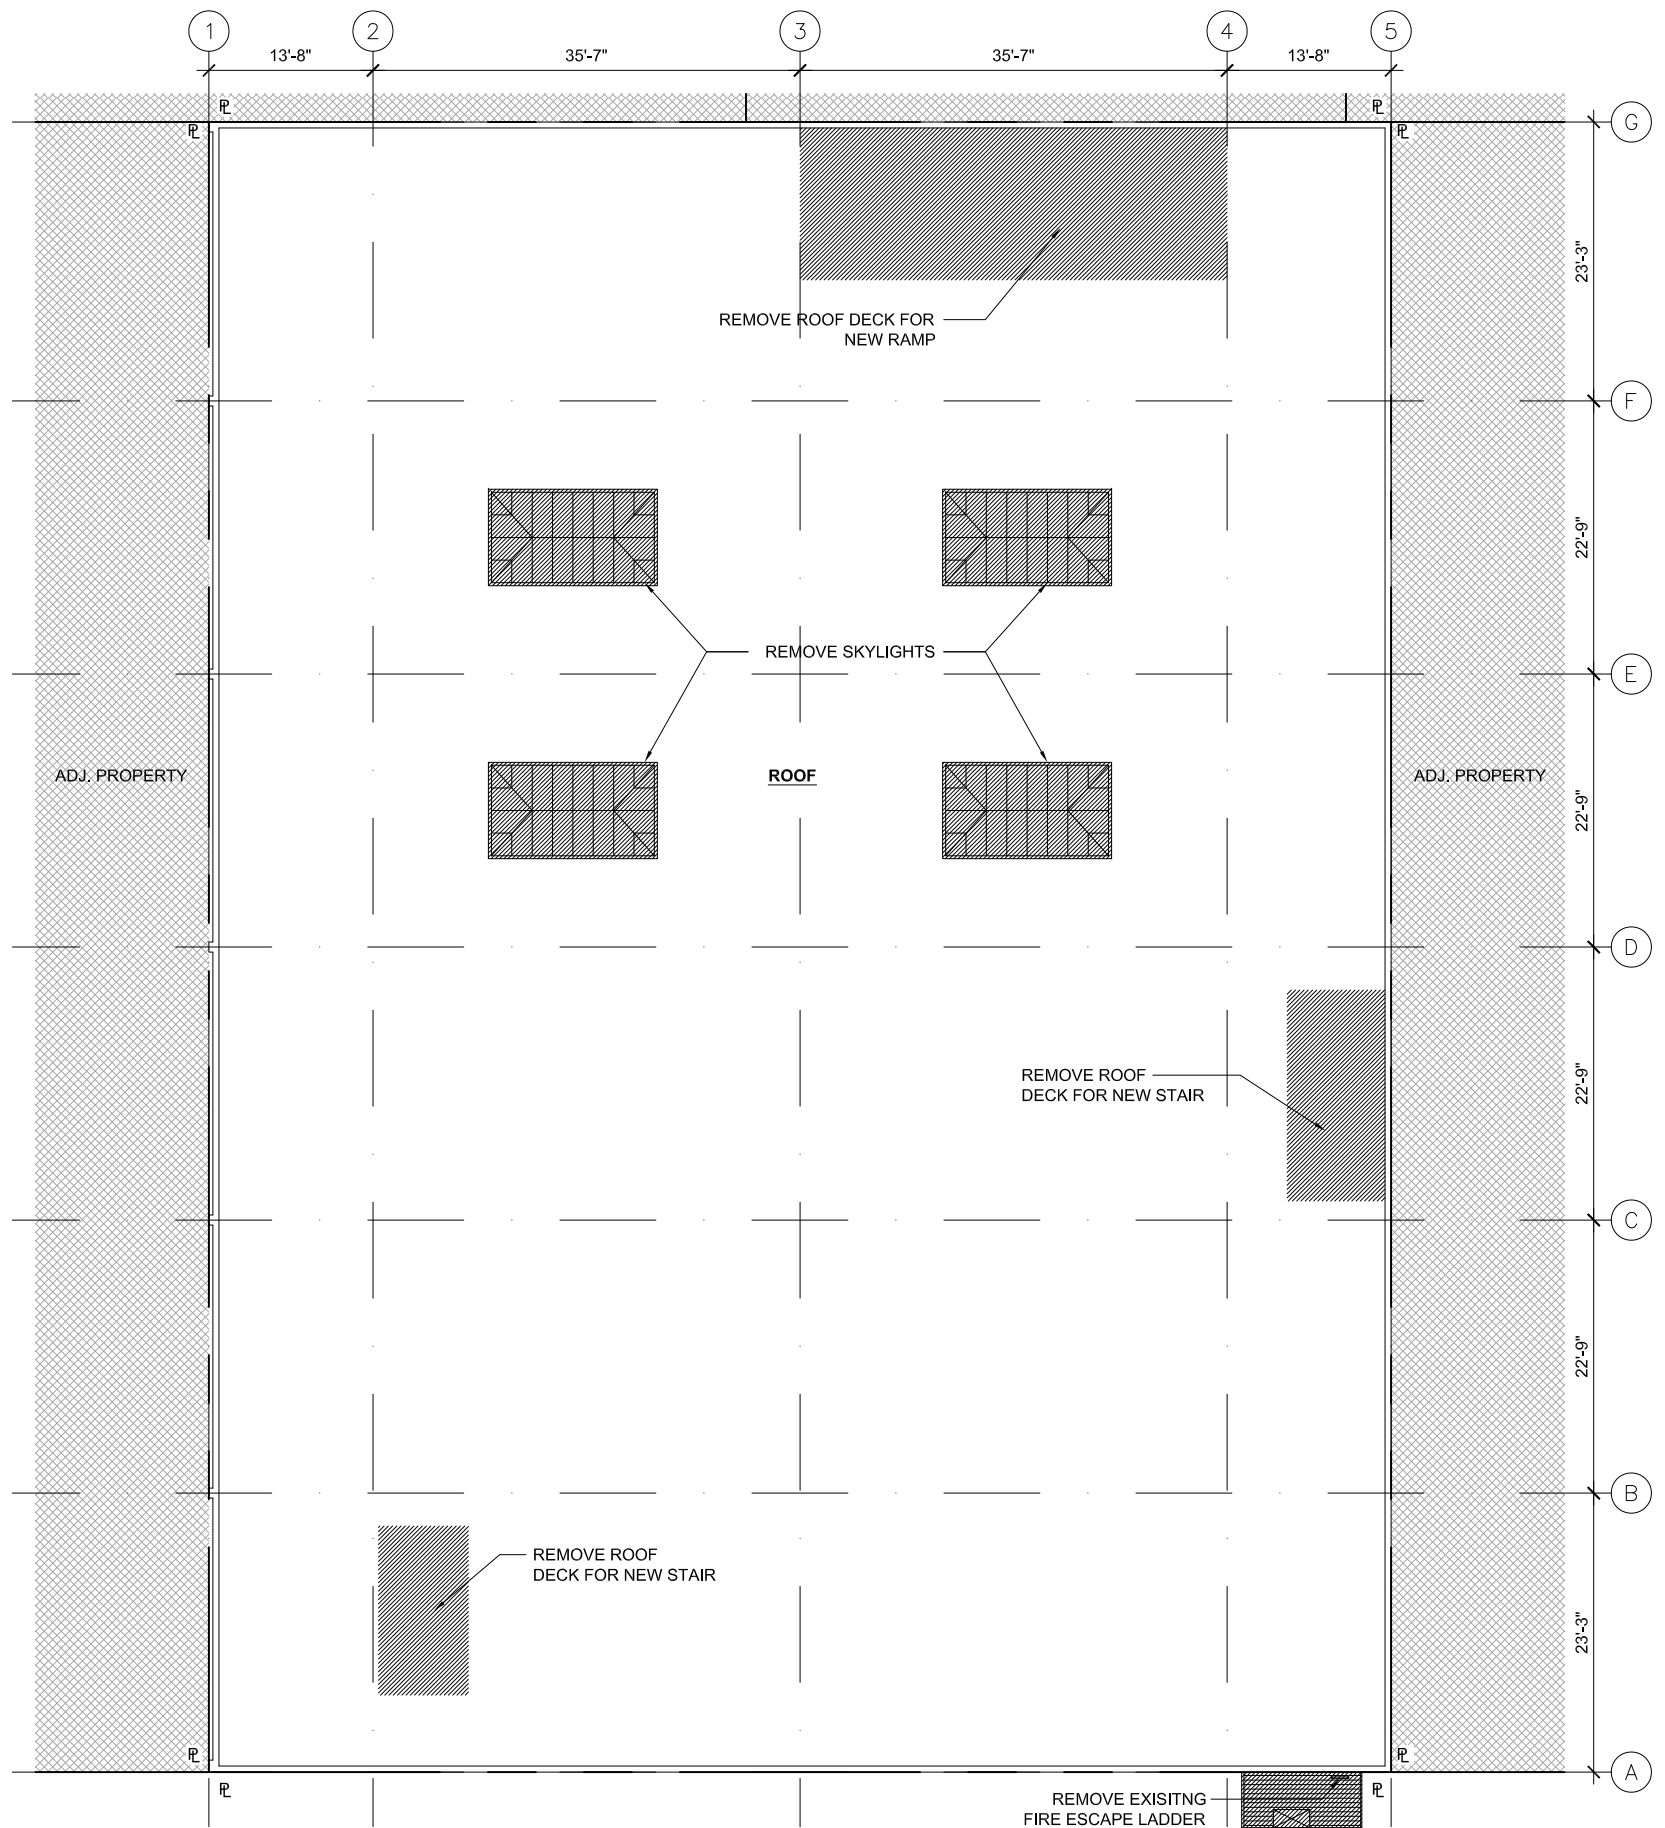 1
2
3
4
5
13'-8"
35'-7"
35'-7"
13'-8"
PL
PL
PL
PL
G
23'-3"
REMOVE ROOF DECK FOR
NEW RAMP
F
22'-9"
REMOVE SKYLIGHTS
E
ADJ. PROPERTY
ROOF
ADJ. PROPERTY
22'-9"
D
REMOVE ROOF
DECK FOR NEW STAIR
22'-9"
C
22'-9"
B
REMOVE ROOF
DECK FOR NEW STAIR
23'-3"
PL
PL
A
PL
PL
REMOVE EXISITNG
FIRE ESCAPE LADDER